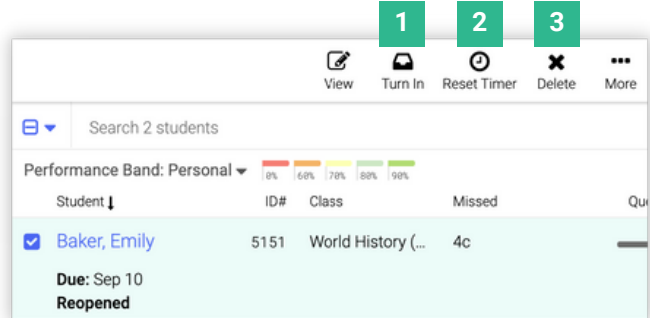 1 2 3
View Turn In Reset Timer Delete More
Search 2 students
Performance Band: Personal 0% 60% 70% 80% 90%
Student ID# Class Missed Qu
Baker, Emily 5151 World History (... 4c
Due: Sep 10
Reopened